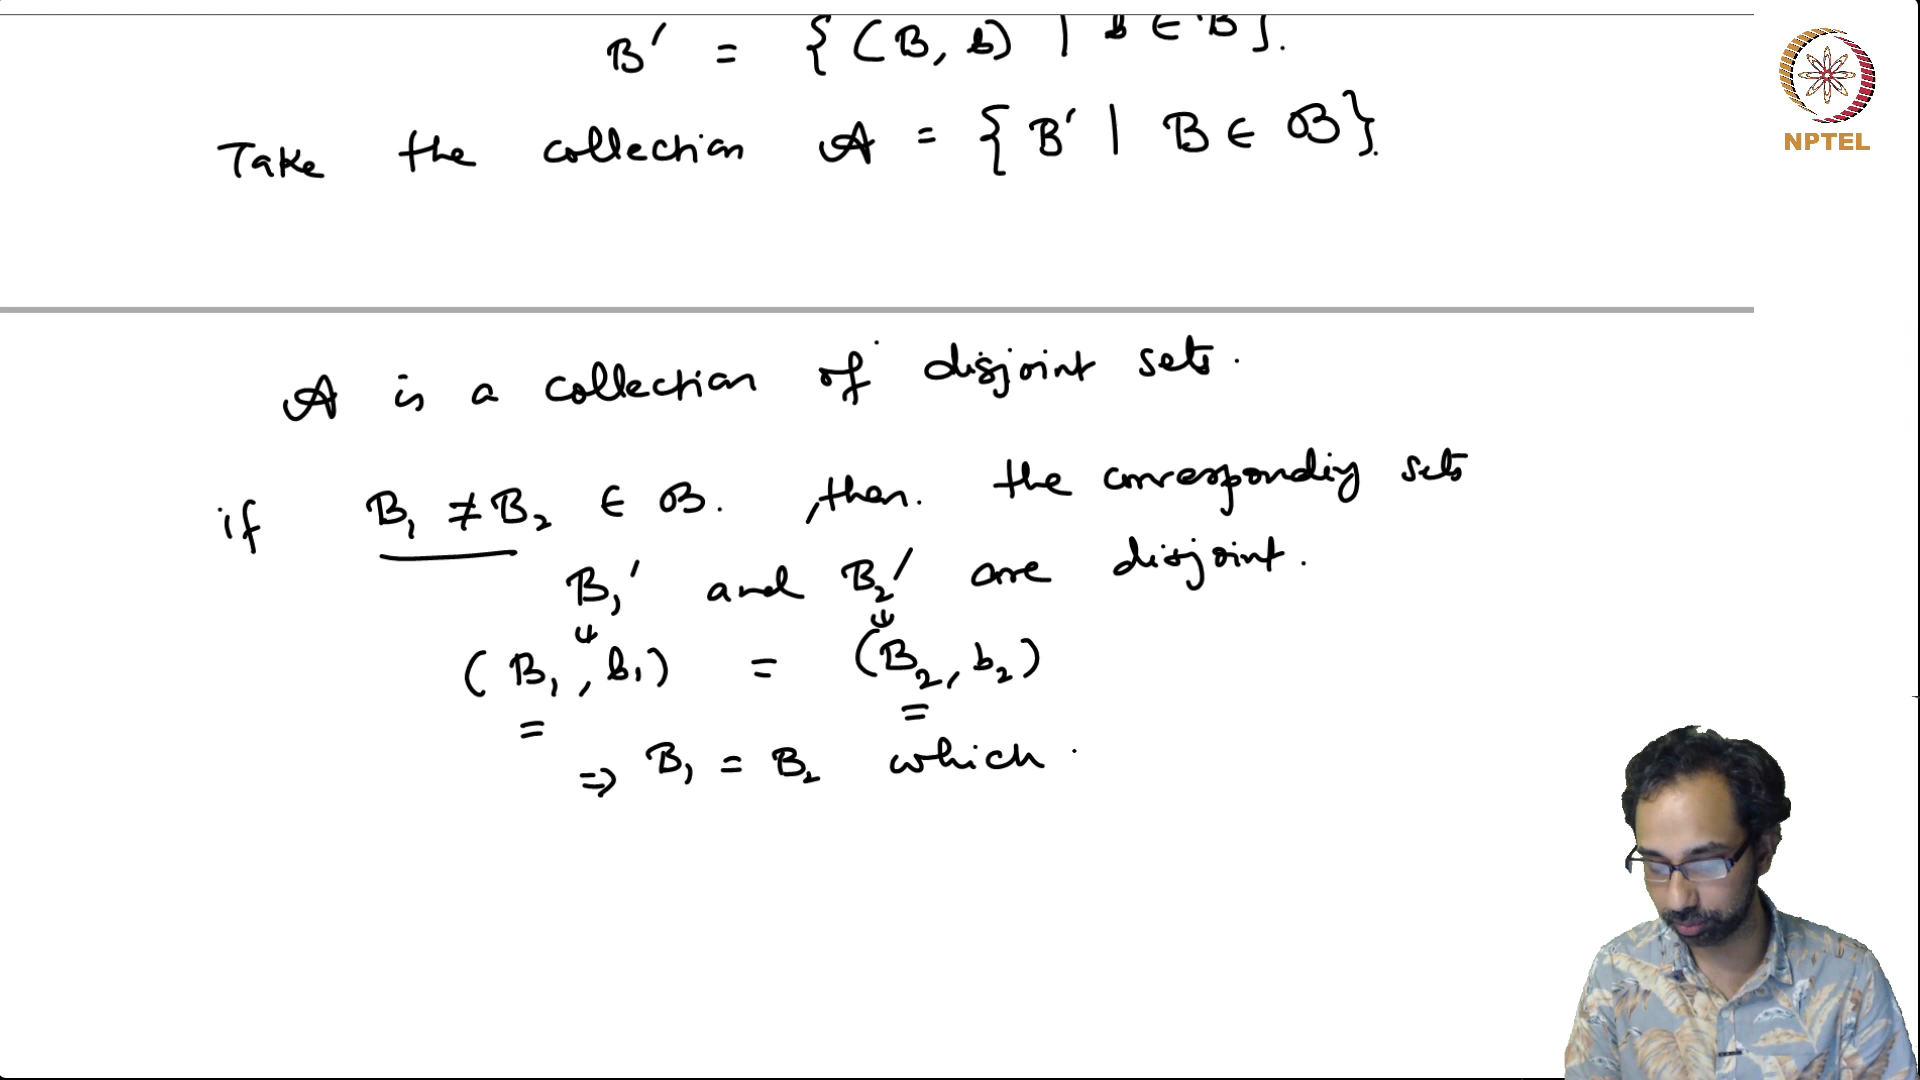 B' = {(B, b) | b ∈ B}.
NPTEL
Take the collection 𝒜 = {B' | B ∈ ℬ}.
𝒜 is a collection of disjoint sets.
if B₁ ≠ B₂ ∈ ℬ. , then. the corresponding sets
B₁' and B₂' are disjoint.
(B₁, b₁) = (B₂, b₂)
⇒ B₁ = B₂ which